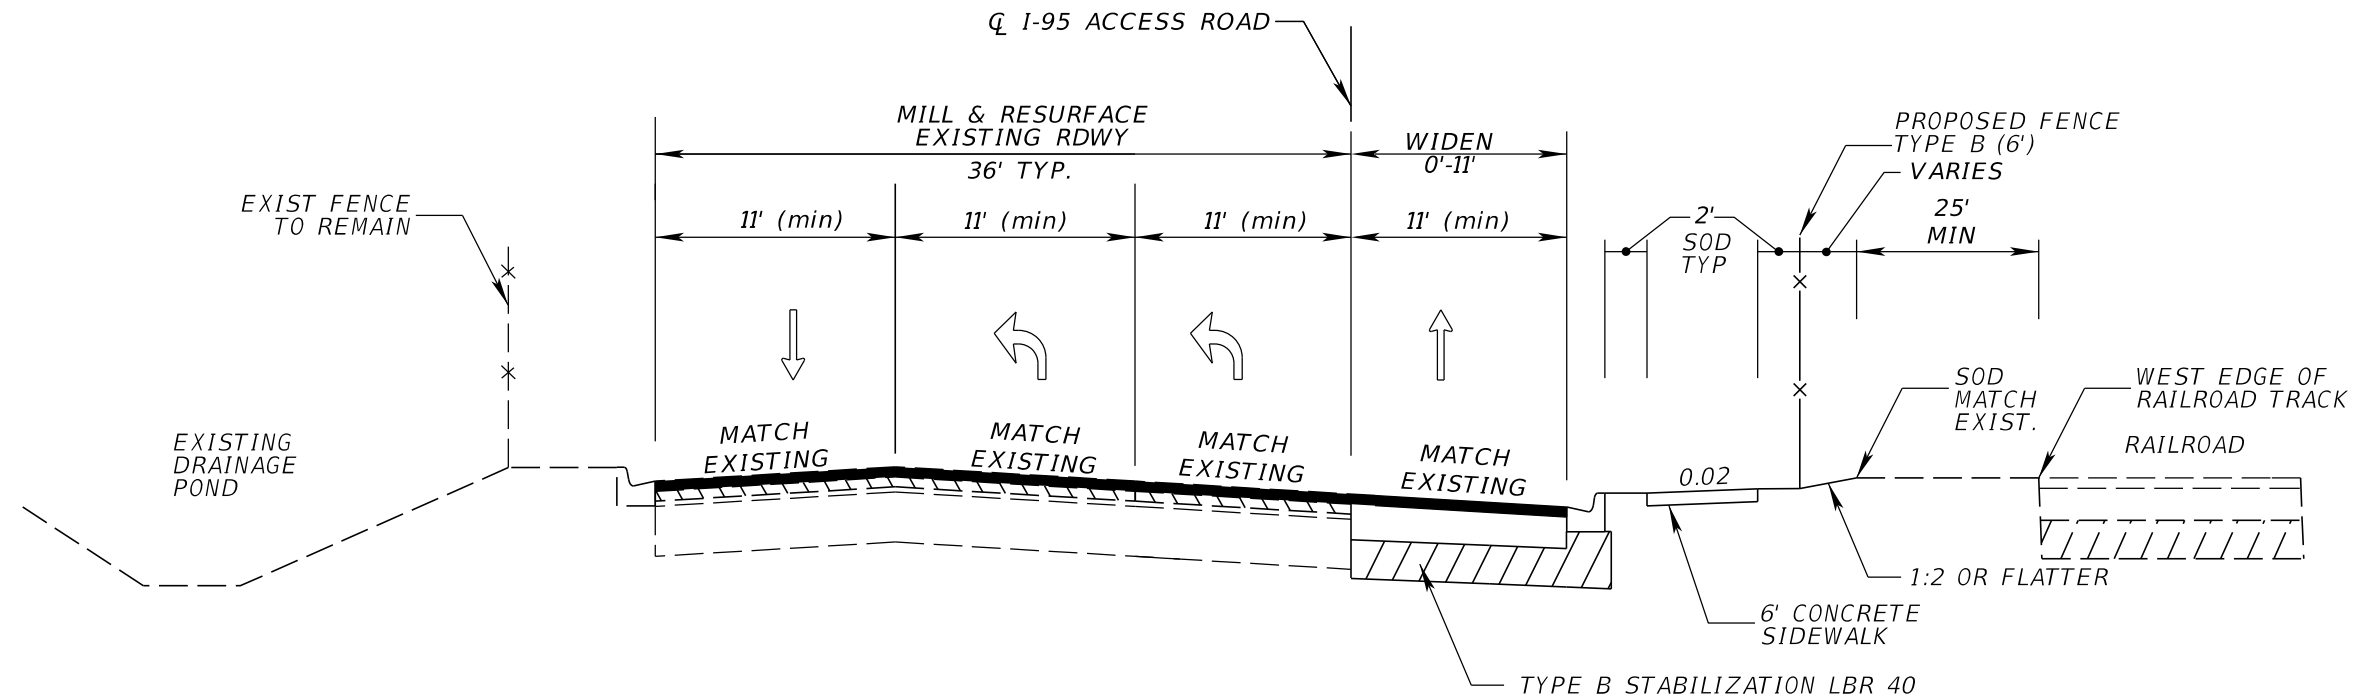 ℄ I-95 ACCESS ROAD
MILL & RESURFACE
EXISTING RDWY
36' TYP.
WIDEN
0'-11'
PROPOSED FENCE
TYPE B (6')
VARIES
EXIST FENCE
TO REMAIN
11' (min)
11' (min)
11' (min)
11' (min)
2'
SOD
TYP
25'
MIN
SOD
MATCH
EXIST.
WEST EDGE OF
RAILROAD TRACK
RAILROAD
EXISTING
DRAINAGE
POND
MATCH
EXISTING
MATCH
EXISTING
MATCH
EXISTING
MATCH
EXISTING
0.02
1:2 OR FLATTER
6' CONCRETE
SIDEWALK
TYPE B STABILIZATION LBR 40